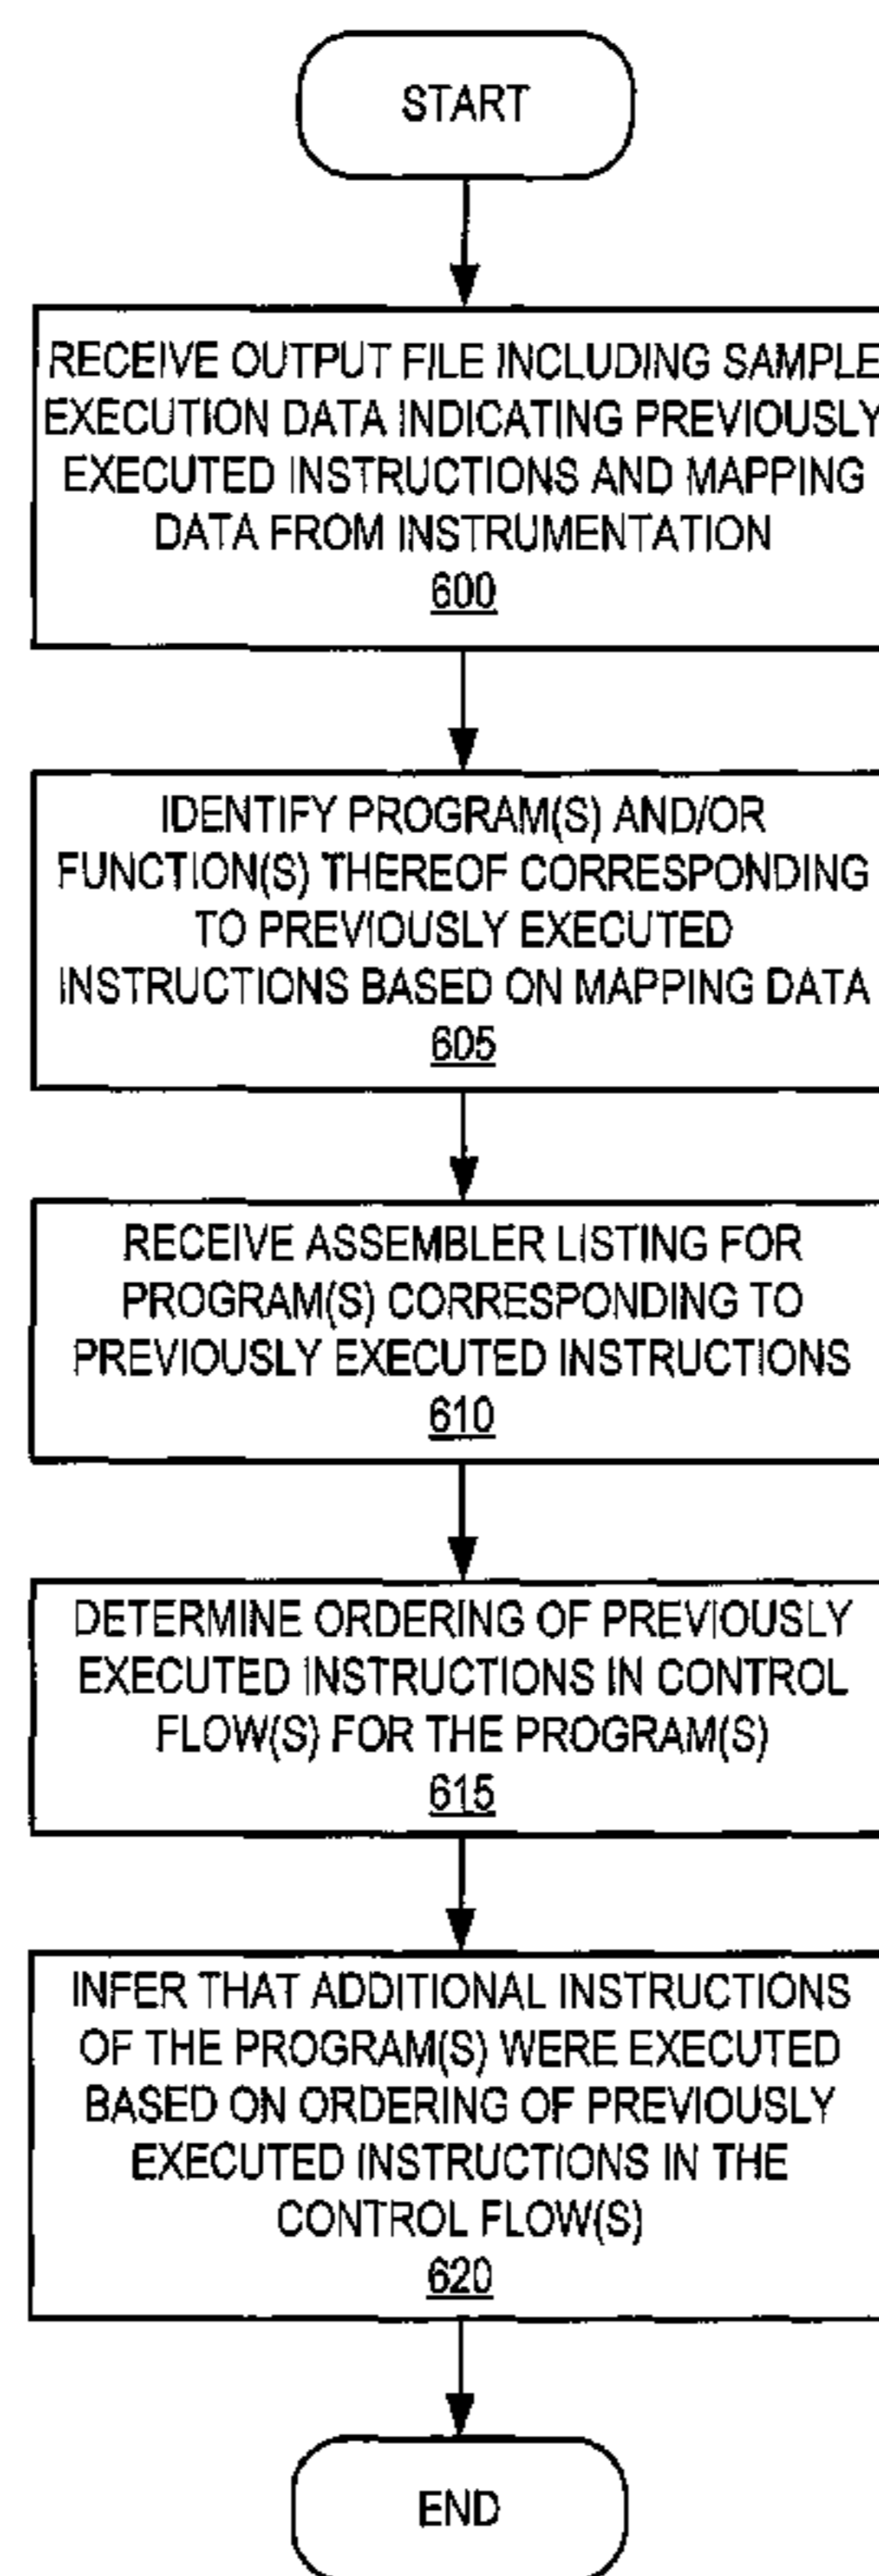 START
RECEIVE OUTPUT FILE INCLUDING SAMPLE
EXECUTION DATA INDICATING PREVIOUSLY
EXECUTED INSTRUCTIONS AND MAPPING
DATA FROM INSTRUMENTATION
600
IDENTIFY PROGRAM(S) AND/OR
FUNCTION(S) THEREOF CORRESPONDING
TO PREVIOUSLY EXECUTED
INSTRUCTIONS BASED ON MAPPING DATA
605
RECEIVE ASSEMBLER LISTING FOR
PROGRAM(S) CORRESPONDING TO
PREVIOUSLY EXECUTED INSTRUCTIONS
610
DETERMINE ORDERING OF PREVIOUSLY
EXECUTED INSTRUCTIONS IN CONTROL
FLOW(S) FOR THE PROGRAM(S)
615
INFER THAT ADDITIONAL INSTRUCTIONS
OF THE PROGRAM(S) WERE EXECUTED
BASED ON ORDERING OF PREVIOUSLY
EXECUTED INSTRUCTIONS IN THE
CONTROL FLOW(S)
620
END